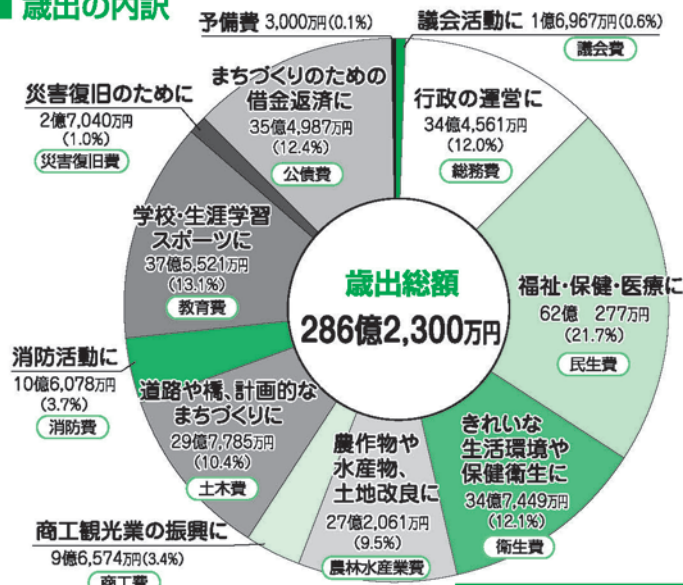 歳出の内訳
予備費 3,000万円(0.1%)
議会活動に 1億6,967万円(0.6%)
議会費
行政の運営に
34億4,561万円
(12.0%)
総務費
福祉・保健・医療に
62億 277万円
(21.7%)
民生費
きれいな
生活環境や
保健衛生に
34億7,449万円
(12.1%)
衛生費
農作物や
水産物、
土地改良に
27億2,061万円
(9.5%)
農林水産業費
商工観光業の振興に
9億6,574万円(3.4%)
商工費
道路や橋、計画的な
まちづくりに
29億7,785万円
(10.4%)
土木費
消防活動に
10億6,078万円
(3.7%)
消防費
学校・生涯学習
スポーツに
37億5,521万円
(13.1%)
教育費
災害復旧のために
2億7,040万円
(1.0%)
災害復旧費
まちづくりのための
借金返済に
35億4,987万円
(12.4%)
公債費
歳出総額
286億2,300万円